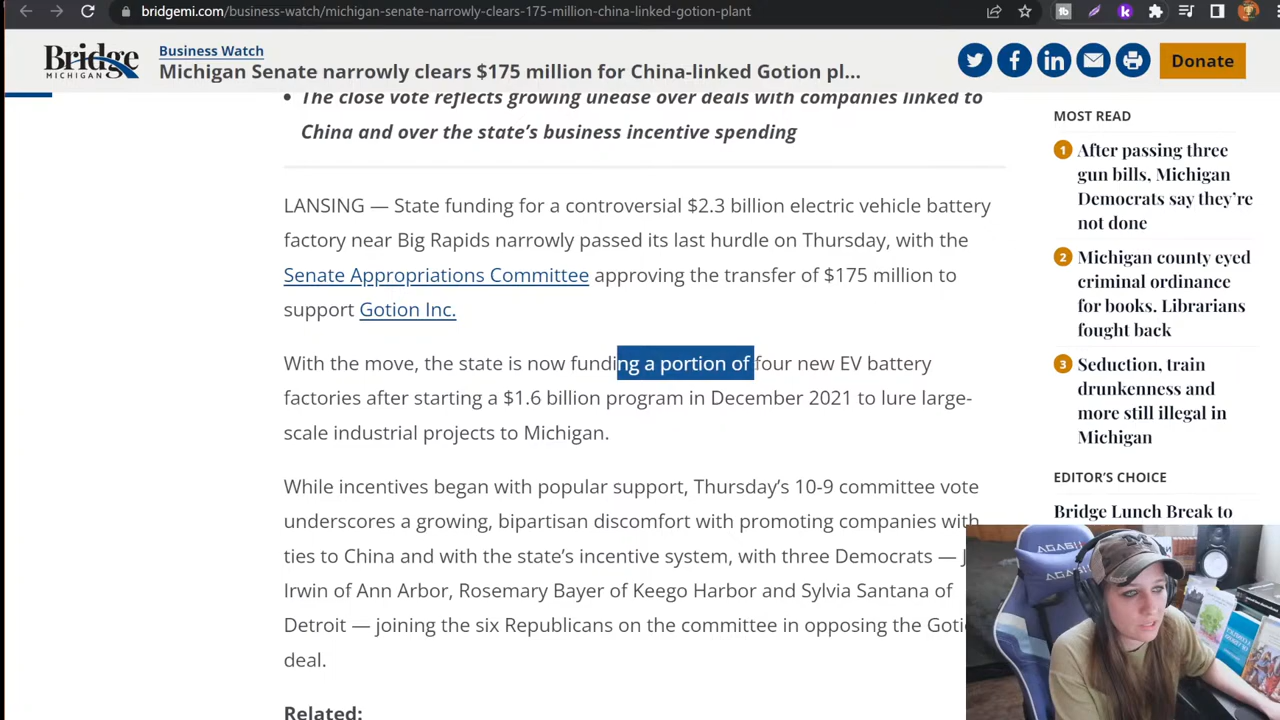 bridgemi.com/business-watch/michigan-senate-narrowly-clears-175-million-china-linked-gotion-plant
Bridge
MICHIGAN
Business Watch
Michigan Senate narrowly clears $175 million for China-linked Gotion pl...
Donate
• The close vote reflects growing unease over deals with companies linked to
China and over the state's business incentive spending
LANSING — State funding for a controversial $2.3 billion electric vehicle battery
factory near Big Rapids narrowly passed its last hurdle on Thursday, with the
Senate Appropriations Committee approving the transfer of $175 million to
support Gotion Inc.
With the move, the state is now funding a portion of four new EV battery
factories after starting a $1.6 billion program in December 2021 to lure large-
scale industrial projects to Michigan.
While incentives began with popular support, Thursday's 10-9 committee vote
underscores a growing, bipartisan discomfort with promoting companies with
ties to China and with the state's incentive system, with three Democrats —
Irwin of Ann Arbor, Rosemary Bayer of Keego Harbor and Sylvia Santana of
Detroit — joining the six Republicans on the committee in opposing the
deal.
Related:
MOST READ
1 After passing three
gun bills, Michigan
Democrats say they're
not done
2 Michigan county eyed
criminal ordinance
for books. Librarians
fought back
3 Seduction, train
drunkenness and
more still illegal in
Michigan
EDITOR'S CHOICE
Bridge Lunch Break to